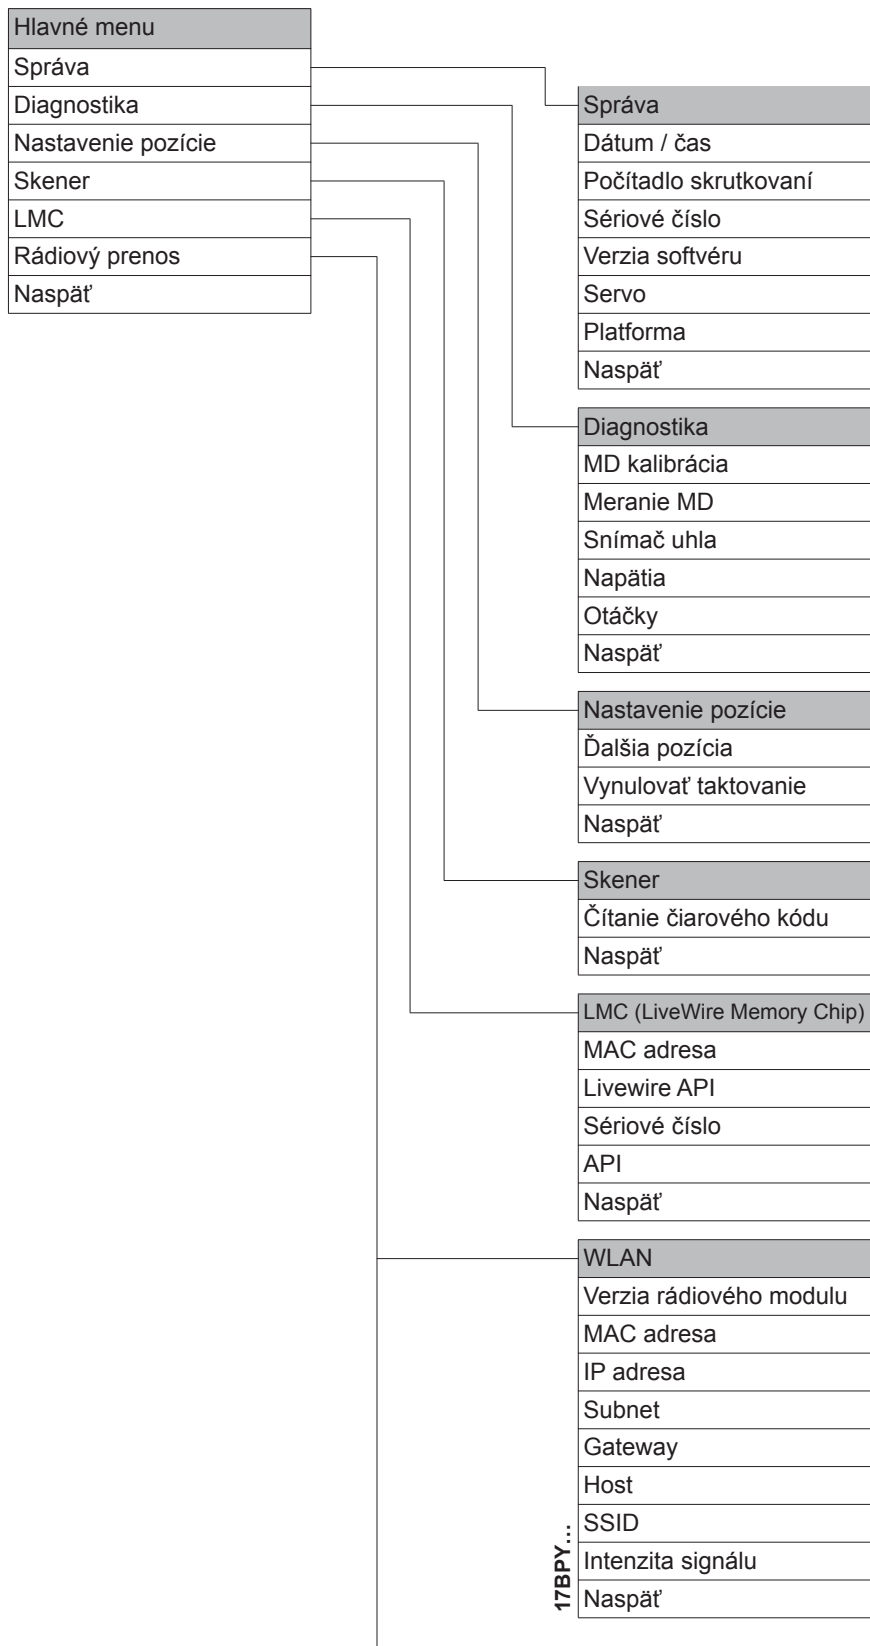 Hlavné menu
Správa
Diagnostika
Nastavenie pozície
Skener
LMC
Rádiový prenos
Naspäť
Správa
Dátum / čas
Počítadlo skrutkovaní
Sériové číslo
Verzia softvéru
Servo
Platforma
Naspäť
Diagnostika
MD kalibrácia
Meranie MD
Snímač uhla
Napätia
Otáčky
Naspäť
Nastavenie pozície
Ďalšia pozícia
Vynulovať taktovanie
Naspäť
Skener
Čítanie čiarového kódu
Naspäť
LMC (LiveWire Memory Chip)
MAC adresa
Livewire API
Sériové číslo
API
Naspäť
WLAN
Verzia rádiového modulu
MAC adresa
IP adresa
Subnet
Gateway
Host
SSID
Intenzita signálu
Naspäť
17BPY...